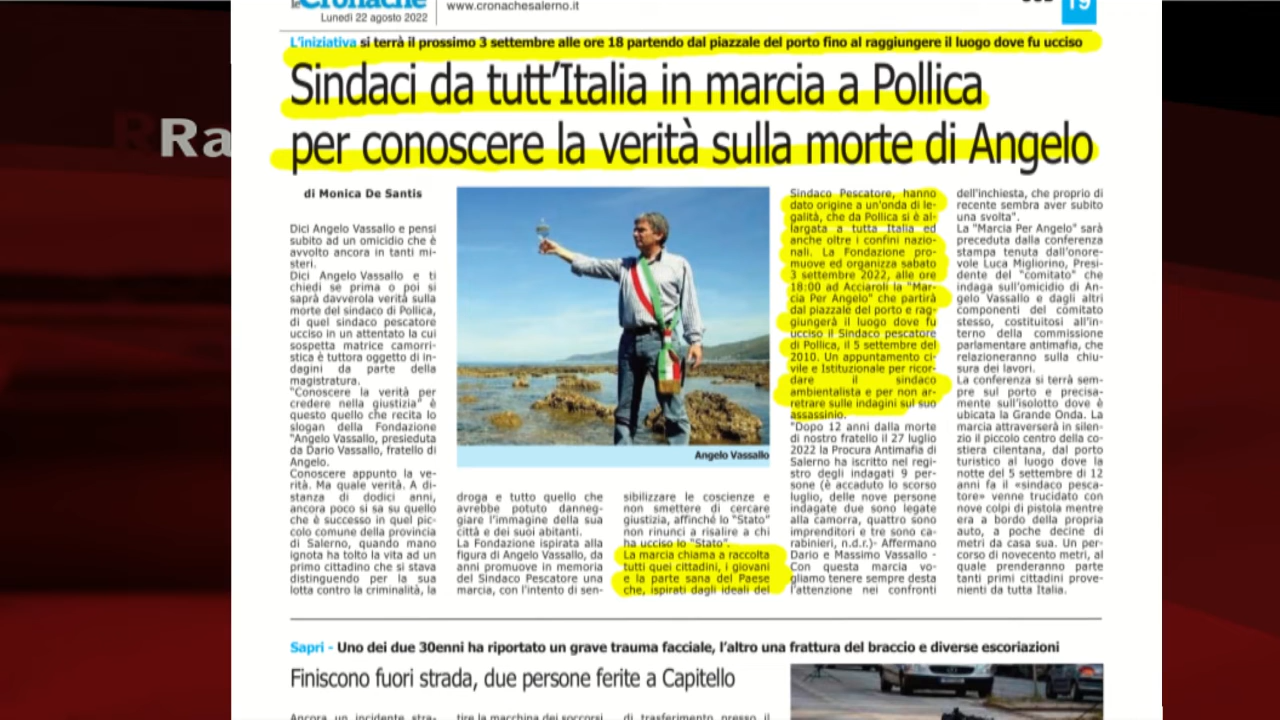 le Cronache
Lunedì 22 agosto 2022
www.cronachesalerno.it
19
Ra
L'iniziativa si terrà il prossimo 3 settembre alle ore 18 partendo dal piazzale del porto fino al raggiungere il luogo dove fu ucciso
Sindaci da tutt'Italia in marcia a Pollica
per conoscere la verità sulla morte di Angelo
di Monica De Santis
Dici Angelo Vassallo e pensi
subito ad un omicidio che è
avvolto ancora in tanti mi-
steri.
Dici Angelo Vassallo e ti
chiedi se prima o poi si
saprà davverola verità sulla
morte del sindaco di Pollica,
di quel sindaco pescatore
ucciso in un attentato la cui
sospetta matrice camorri-
stica è tuttora oggetto di in-
dagini da parte della
magistratura.
"Conoscere la verità per
credere nella giustizia" è
questo quello che recita lo
slogan della Fondazione
"Angelo Vassallo, presieduta
da Dario Vassallo, fratello di
Angelo.
Conoscere appunto la ve-
rità. Ma quale verità. A di-
stanza di dodici anni,
ancora poco si sa su quello
che è successo in quel pic-
colo comune della provincia
di Salerno, quando mano
ignota ha tolto la vita ad un
primo cittadino che si stava
distinguendo per la sua
lotta contro la criminalità, la
Angelo Vassallo
droga e tutto quello che
avrebbe potuto danneg-
giare l'immagine della sua
città e dei suoi abitanti.
La Fondazione ispirata alla
figura di Angelo Vassallo, da
anni promuove in memoria
del Sindaco Pescatore una
marcia, con l'intento di sen-
sibilizzare le coscienze e
non smettere di cercare
giustizia, affinché lo "Stato"
non rinunci a risalire a chi
ha ucciso lo "Stato".
La marcia chiama a raccolta
tutti quei cittadini, i giovani
e la parte sana del Paese
che, ispirati dagli ideali del
Sindaco Pescatore, hanno
dato origine a un'onda di le-
galità, che da Pollica si è al-
largata a tutta Italia ed
anche oltre i confini nazio-
nali. La Fondazione pro-
muove ed organizza sabato
3 settembre 2022, alle ore
18:00 ad Acciaroli la "Mar-
cia Per Angelo" che partirà
dal piazzale del porto e rag-
giungerà il luogo dove fu
ucciso il Sindaco pescatore
di Pollica, il 5 settembre del
2010. Un appuntamento ci-
vile e Istituzionale per ricor-
dare il sindaco
ambientalista e per non ar-
retrare sulle indagini sul suo
assassinio.
"Dopo 12 anni dalla morte
di nostro fratello il 27 luglio
2022 la Procura Antimafia di
Salerno ha iscritto nel regi-
stro degli indagati 9 per-
sone (è accaduto lo scorso
luglio, delle nove persone
indagate due sono legate
alla camorra, quattro sono
imprenditori e tre sono ca-
rabinieri, n.d.r.)- Affermano
Dario e Massimo Vassallo -
Con questa marcia vo-
gliamo tenere sempre desta
l'attenzione nei confronti
dell'inchiesta, che proprio di
recente sembra aver subito
una svolta".
La "Marcia Per Angelo" sarà
preceduta dalla conferenza
stampa tenuta dall'onore-
vole Luca Migliorino, Presi-
dente del "comitato" che
indaga sull'omicidio di An-
gelo Vassallo e dagli altri
componenti del comitato
stesso, costituitosi all'in-
terno della commissione
parlamentare antimafia, che
relazioneranno sulla chiu-
sura dei lavori.
La conferenza si terrà sem-
pre sul porto e precisa-
mente sull'isolotto dove è
ubicata la Grande Onda. La
marcia attraverserà in silen-
zio il piccolo centro della co-
stiera cilentana, dal porto
turistico al luogo dove la
notte del 5 settembre di 12
anni fa il «sindaco pesca-
tore» venne trucidato con
nove colpi di pistola mentre
era a bordo della propria
auto, a poche decine di
metri da casa sua. Un per-
corso di novecento metri, al
quale prenderanno parte
tanti primi cittadini prove-
nienti da tutta Italia.
Sapri - Uno dei due 30enni ha riportato un grave trauma facciale, l'altro una frattura del braccio e diverse escoriazioni
Finiscono fuori strada, due persone ferite a Capitello
Ancora un incidente stra-
tire la macchina dei soccorsi
di trasferimento presso il